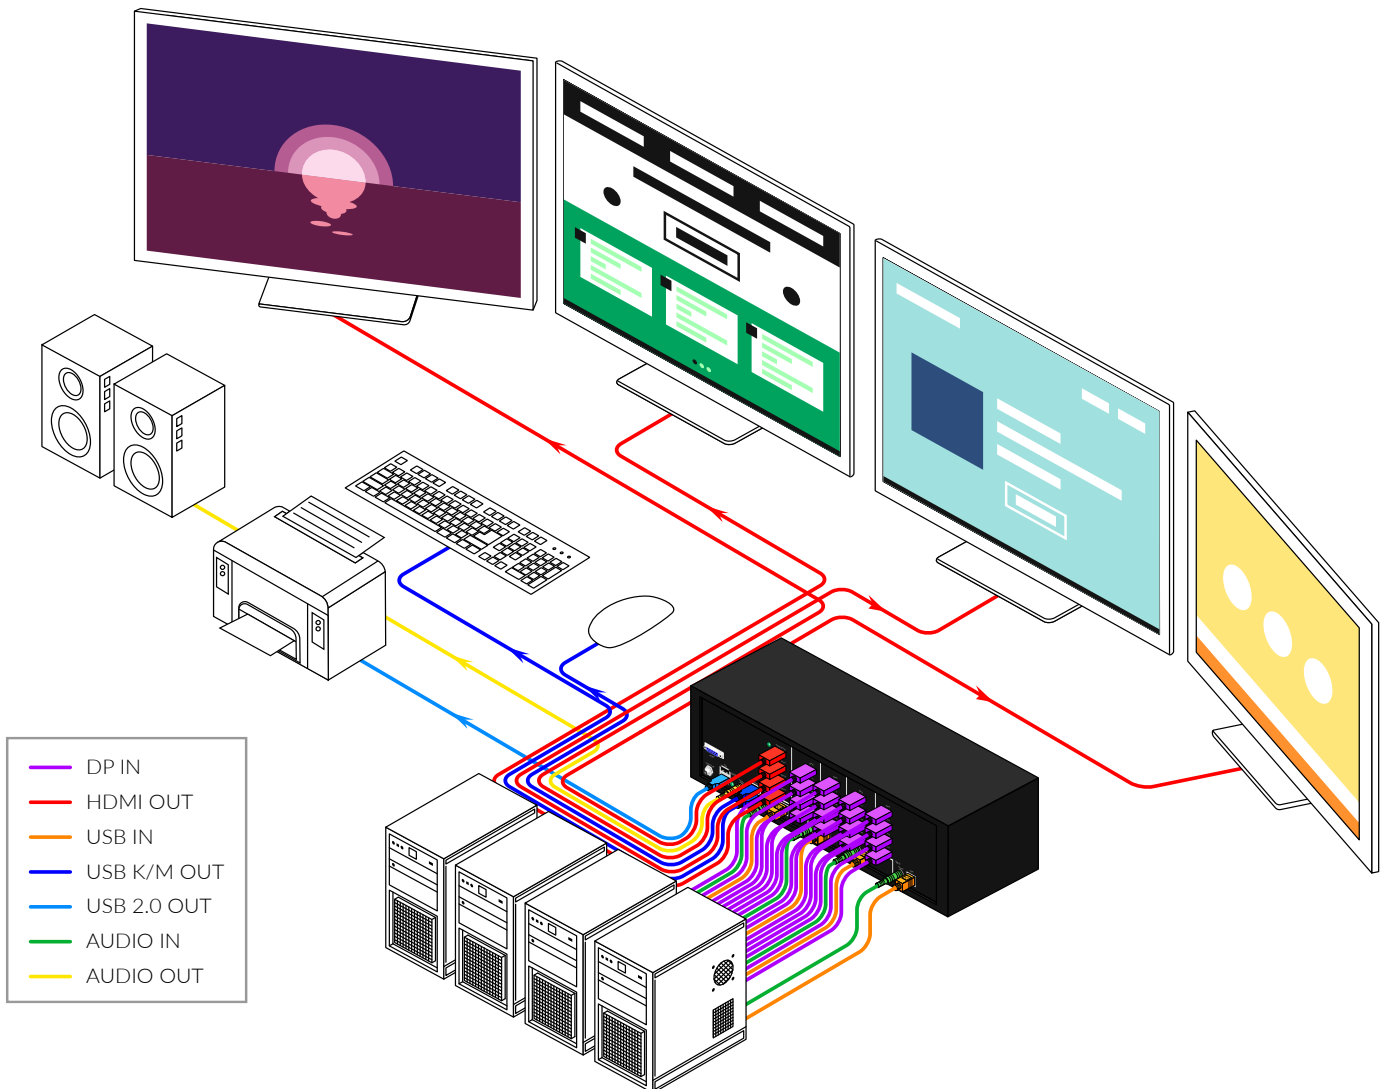 DP IN
HDMI OUT
USB IN
USB K/M OUT
USB 2.0 OUT
AUDIO IN
AUDIO OUT